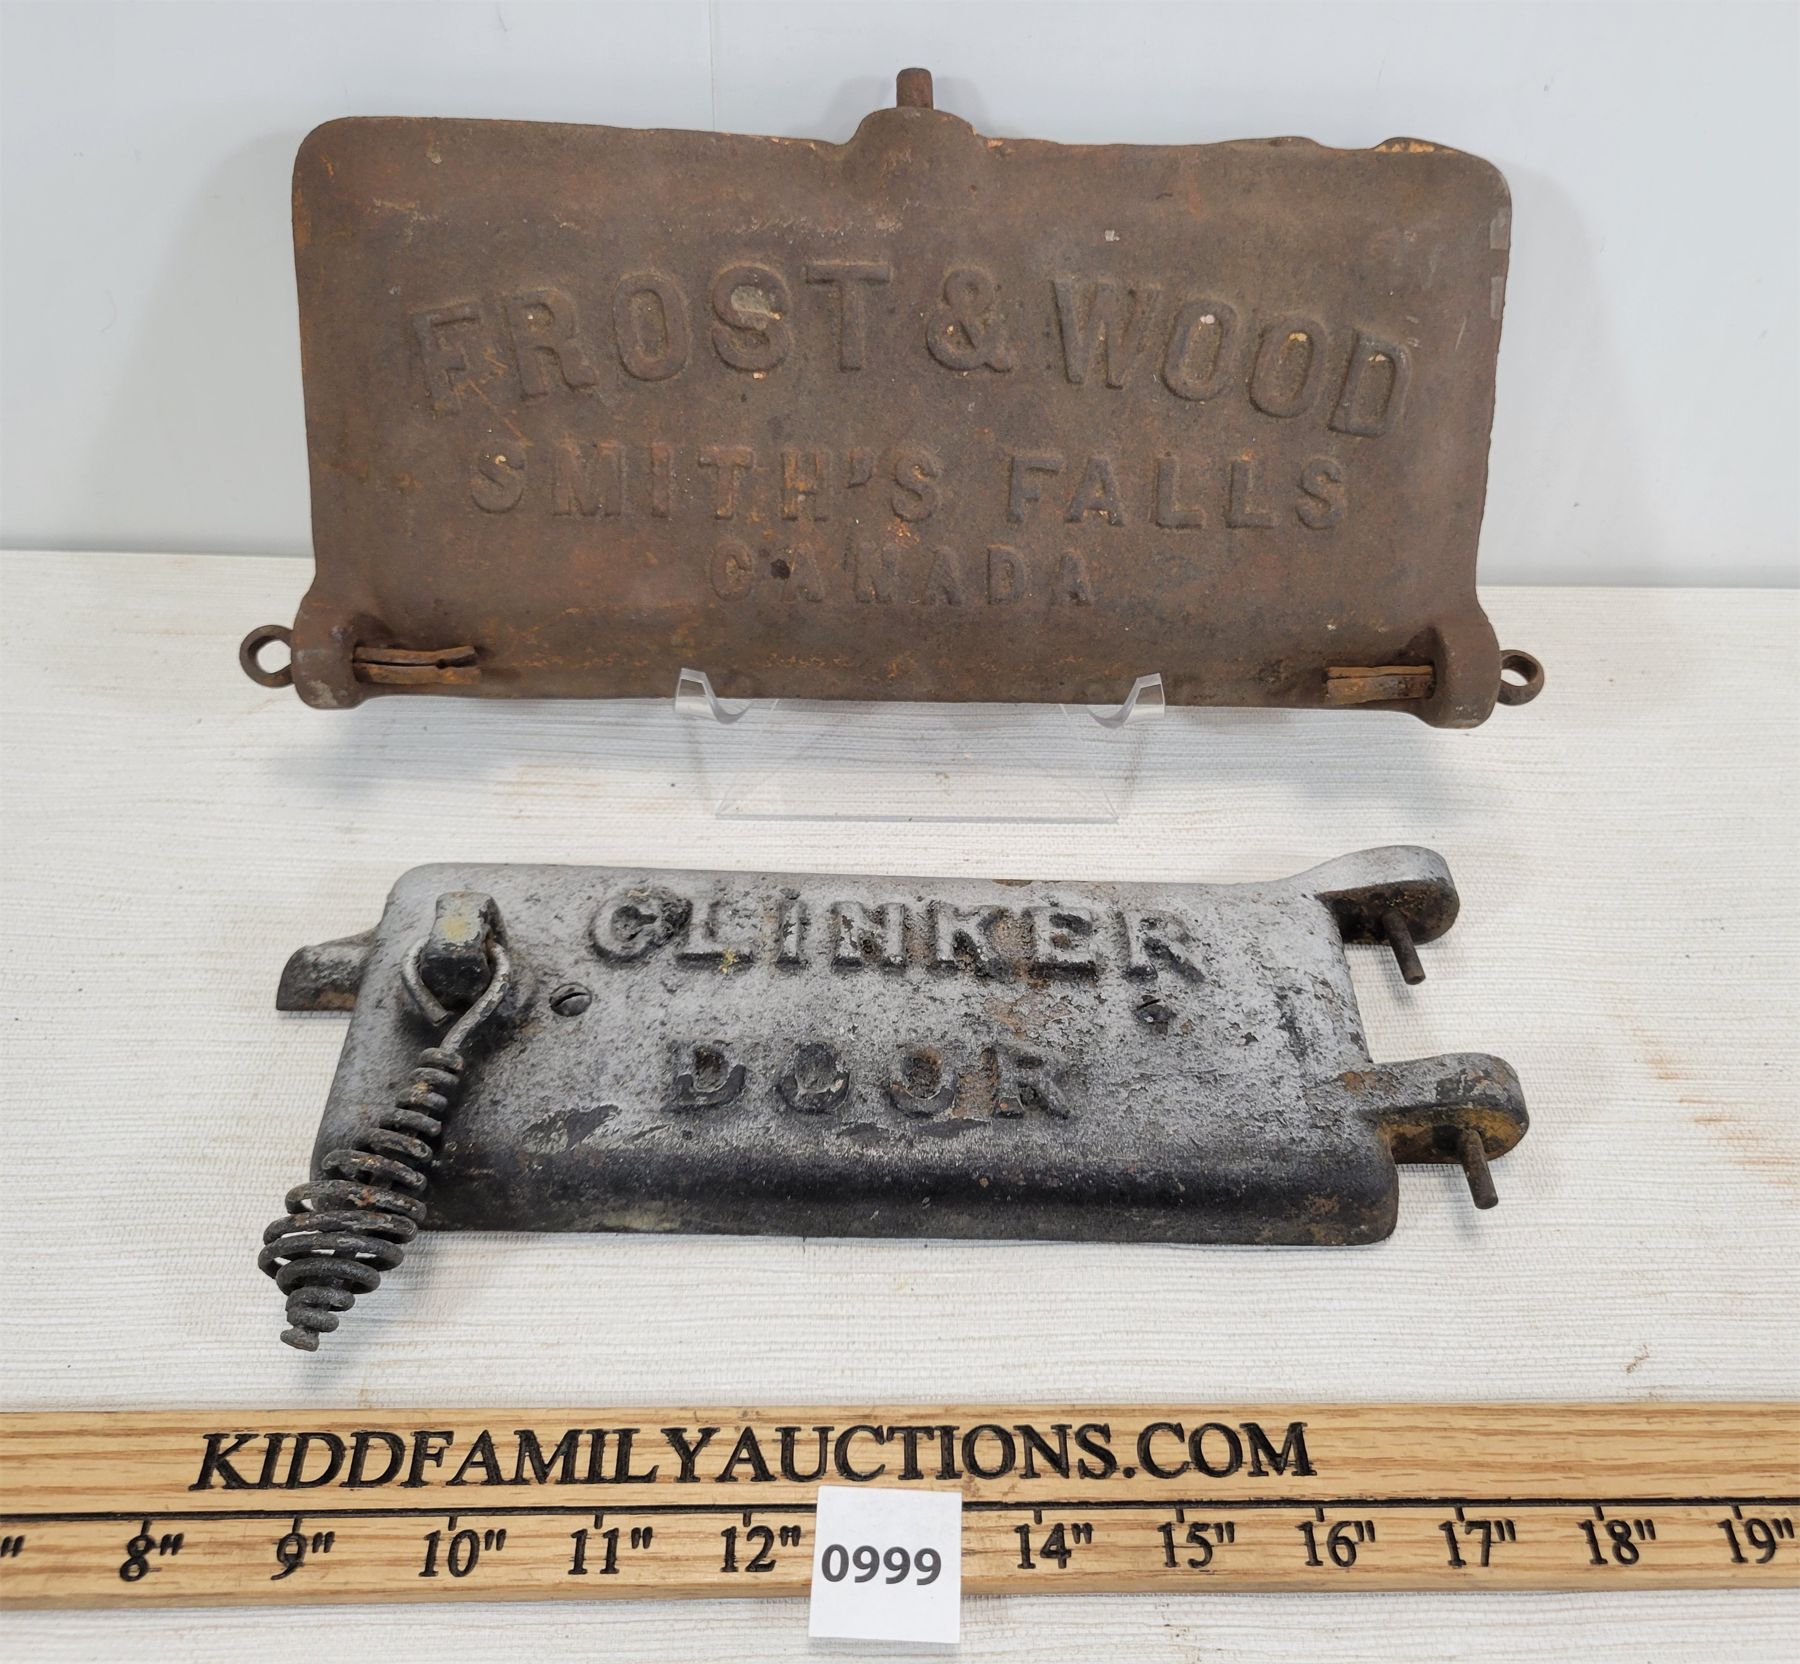 FROST & WOOD
SMITH'S FALLS
CANADA
CLINKER
DOOR
KIDDFAMILYAUCTIONS.COM
" 8" 9" 10" 11" 12" 14" 15" 16" 17" 18" 19"
0999